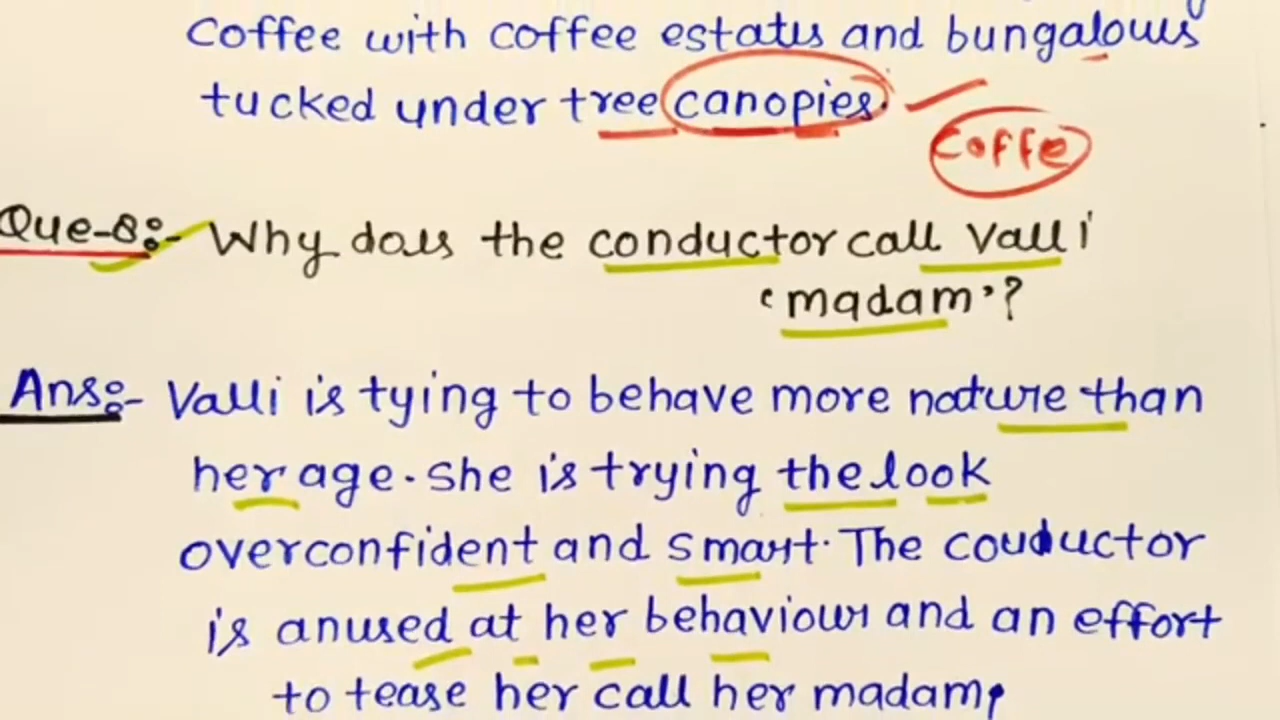 Coffee with coffee estates and bungalows
tucked under tree canopies.
Coffe
Que-8:- Why does the conductor call Valli
'madam'?
Ans:- Valli is tying to behave more nature than
her age. She is trying the look
overconfident and smart. The couductor
is anused at her behaviour and an effort
to tease her call her madam,